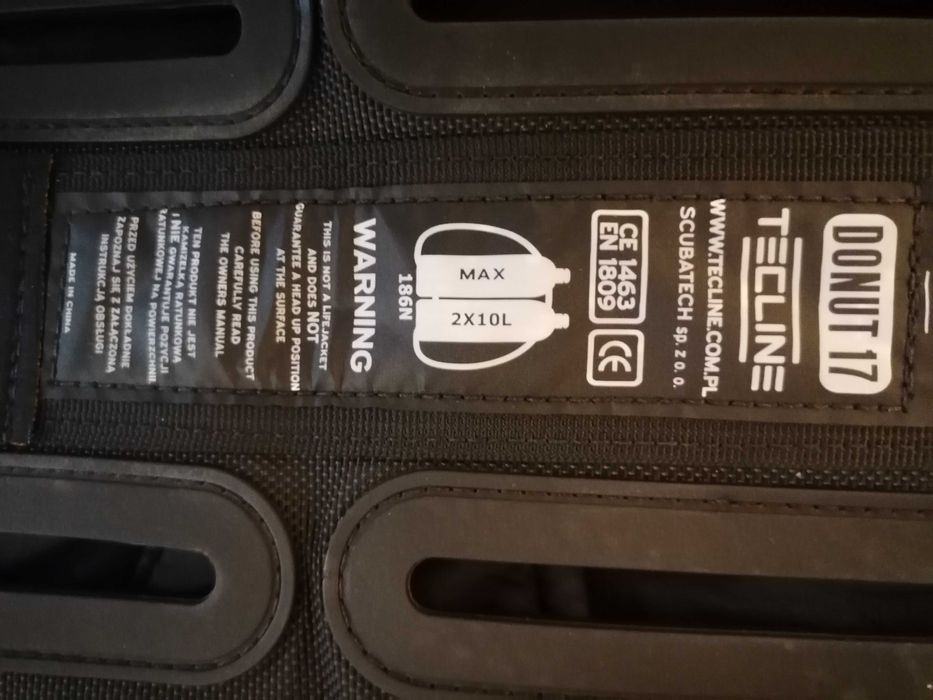 DONUT 17
TECLINE
WWW.TECLINE.COM.PL
SCUBATECH sp. z o. o.
CE 1463
EN 1809
CE
MAX
2X10L
186N
WARNING
THIS IS NOT A LIFEJACKET
AND DOES NOT
GUARANTEE A HEAD UP POSITION
AT THE SURFACE
BEFORE USING THIS PRODUCT
CAREFULLY READ
THE OWNERS MANUAL
TEN PRODUKT NIE JEST
KAMIZELKĄ RATUNKOWĄ
I NIE GWARANTUJE POZYCJI
RATUNKOWEJ NA POWIERZCHNI
PRZED UŻYCIEM DOKŁADNIE
ZAPOZNAJ SIĘ Z ZAŁĄCZONĄ
INSTRUKCJĄ OBSŁUGI
MADE IN CHINA